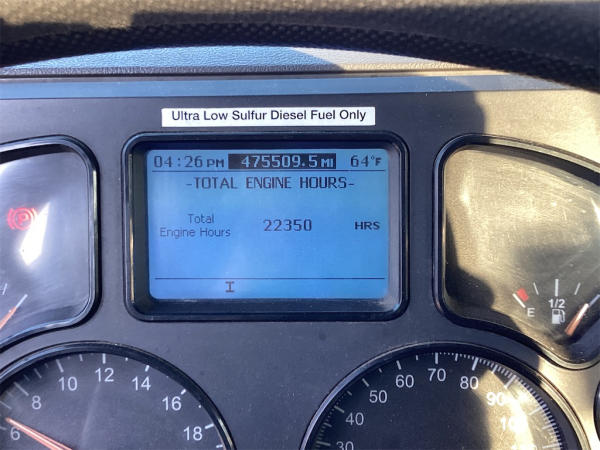 Ultra Low Sulfur Diesel Fuel Only
04:26 PM 475509.5 MI 64°F
-TOTAL ENGINE HOURS-
Total
Engine Hours 22350 HRS
E 1/2
6 8 10 12 14 16 18
30 40 50 60 70 80 90